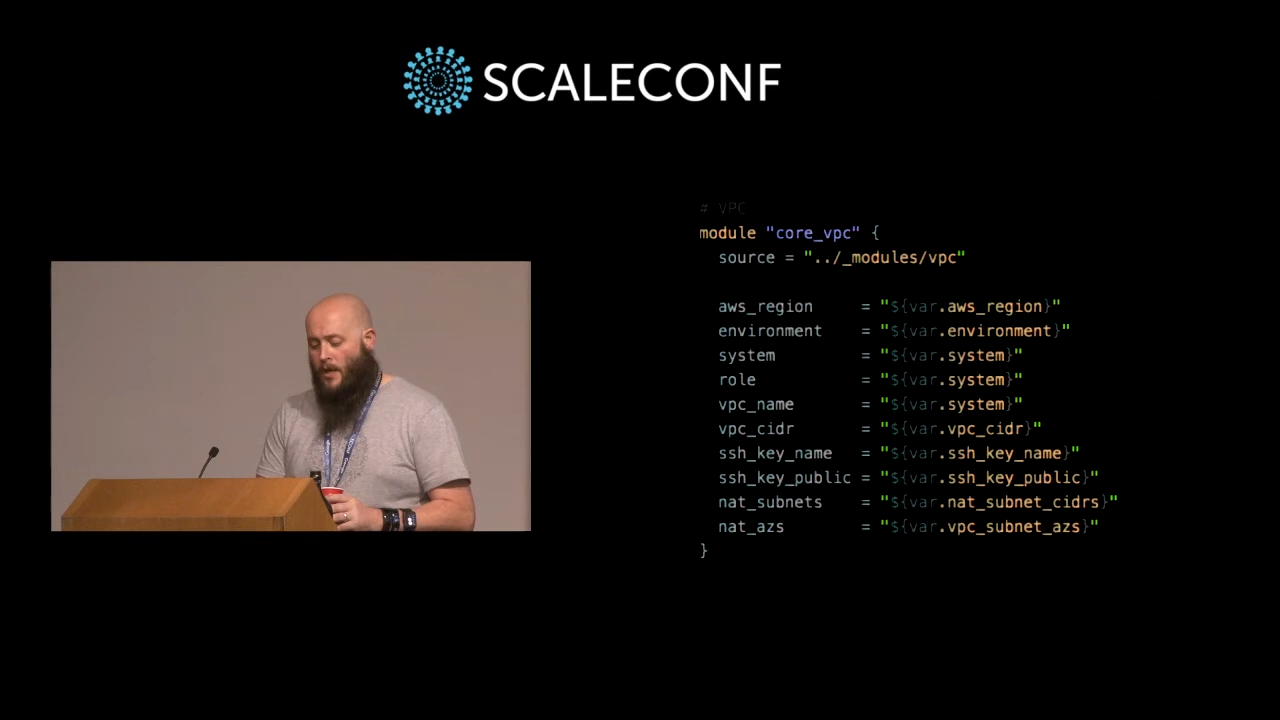 SCALECONF
# VPC
module "core_vpc" {
  source = "../_modules/vpc"
  aws_region     = "${var.aws_region}"
  environment    = "${var.environment}"
  system         = "${var.system}"
  role           = "${var.system}"
  vpc_name       = "${var.system}"
  vpc_cidr       = "${var.vpc_cidr}"
  ssh_key_name   = "${var.ssh_key_name}"
  ssh_key_public = "${var.ssh_key_public}"
  nat_subnets    = "${var.nat_subnet_cidrs}"
  nat_azs        = "${var.vpc_subnet_azs}"
}